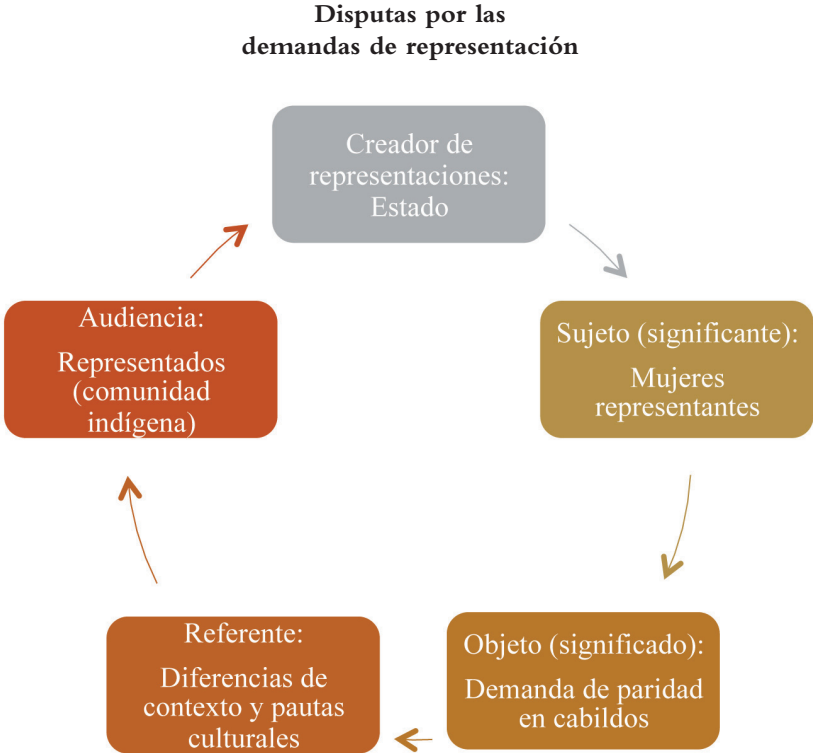 Disputas por las
demandas de representación
Creador de
representaciones:
Estado
Sujeto (significante):
Mujeres
representantes
Objeto (significado):
Demanda de paridad
en cabildos
Referente:
Diferencias de
contexto y pautas
culturales
Audiencia:
Representados
(comunidad
indígena)